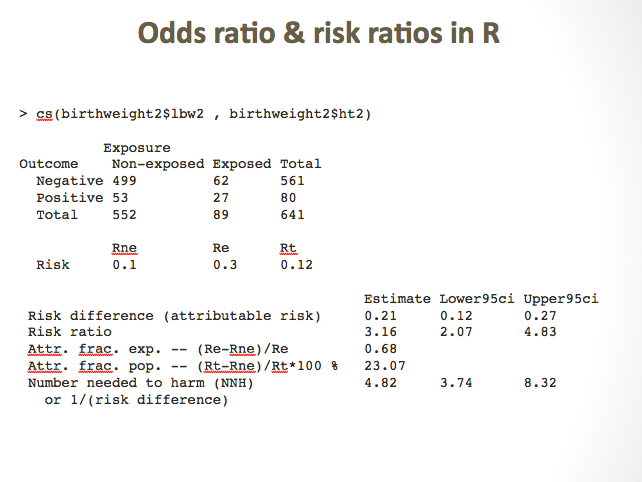 Odds ratio & risk ratios in R
> cs(birthweight2$lbw2 , birthweight2$ht2)
Exposure
Outcome Non-exposed Exposed Total
Negative 499 62 561
Positive 53 27 80
Total 552 89 641
Rne Re Rt
Risk 0.1 0.3 0.12
Estimate Lower95ci Upper95ci
Risk difference (attributable risk) 0.21 0.12 0.27
Risk ratio 3.16 2.07 4.83
Attr. frac. exp. -- (Re-Rne)/Re 0.68
Attr. frac. pop. -- (Rt-Rne)/Rt*100 % 23.07
Number needed to harm (NNH) 4.82 3.74 8.32
or 1/(risk difference)